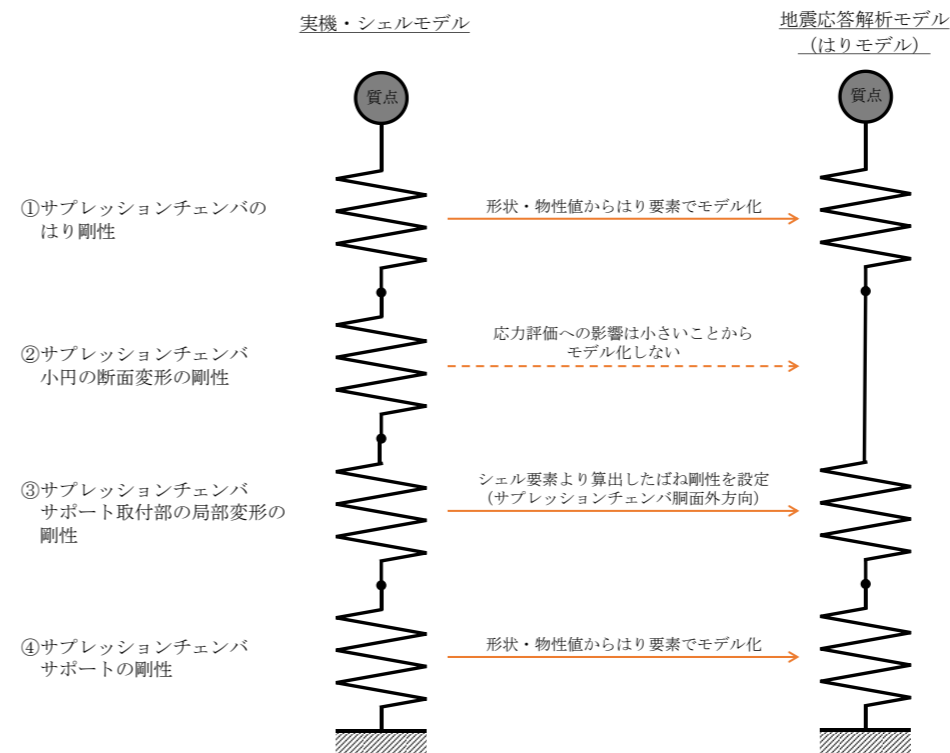 実機・シェルモデル
地震応答解析モデル
(はりモデル)
質点
質点
①サプレッションチェンバの
はり剛性
形状・物性値からはり要素でモデル化
②サプレッションチェンバ
小円の断面変形の剛性
応力評価への影響は小さいことから
モデル化しない
③サプレッションチェンバ
サポート取付部の局部変形の
剛性
シェル要素より算出したばね剛性を設定
(サプレッションチェンバ胴面外方向)
④サプレッションチェンバ
サポートの剛性
形状・物性値からはり要素でモデル化